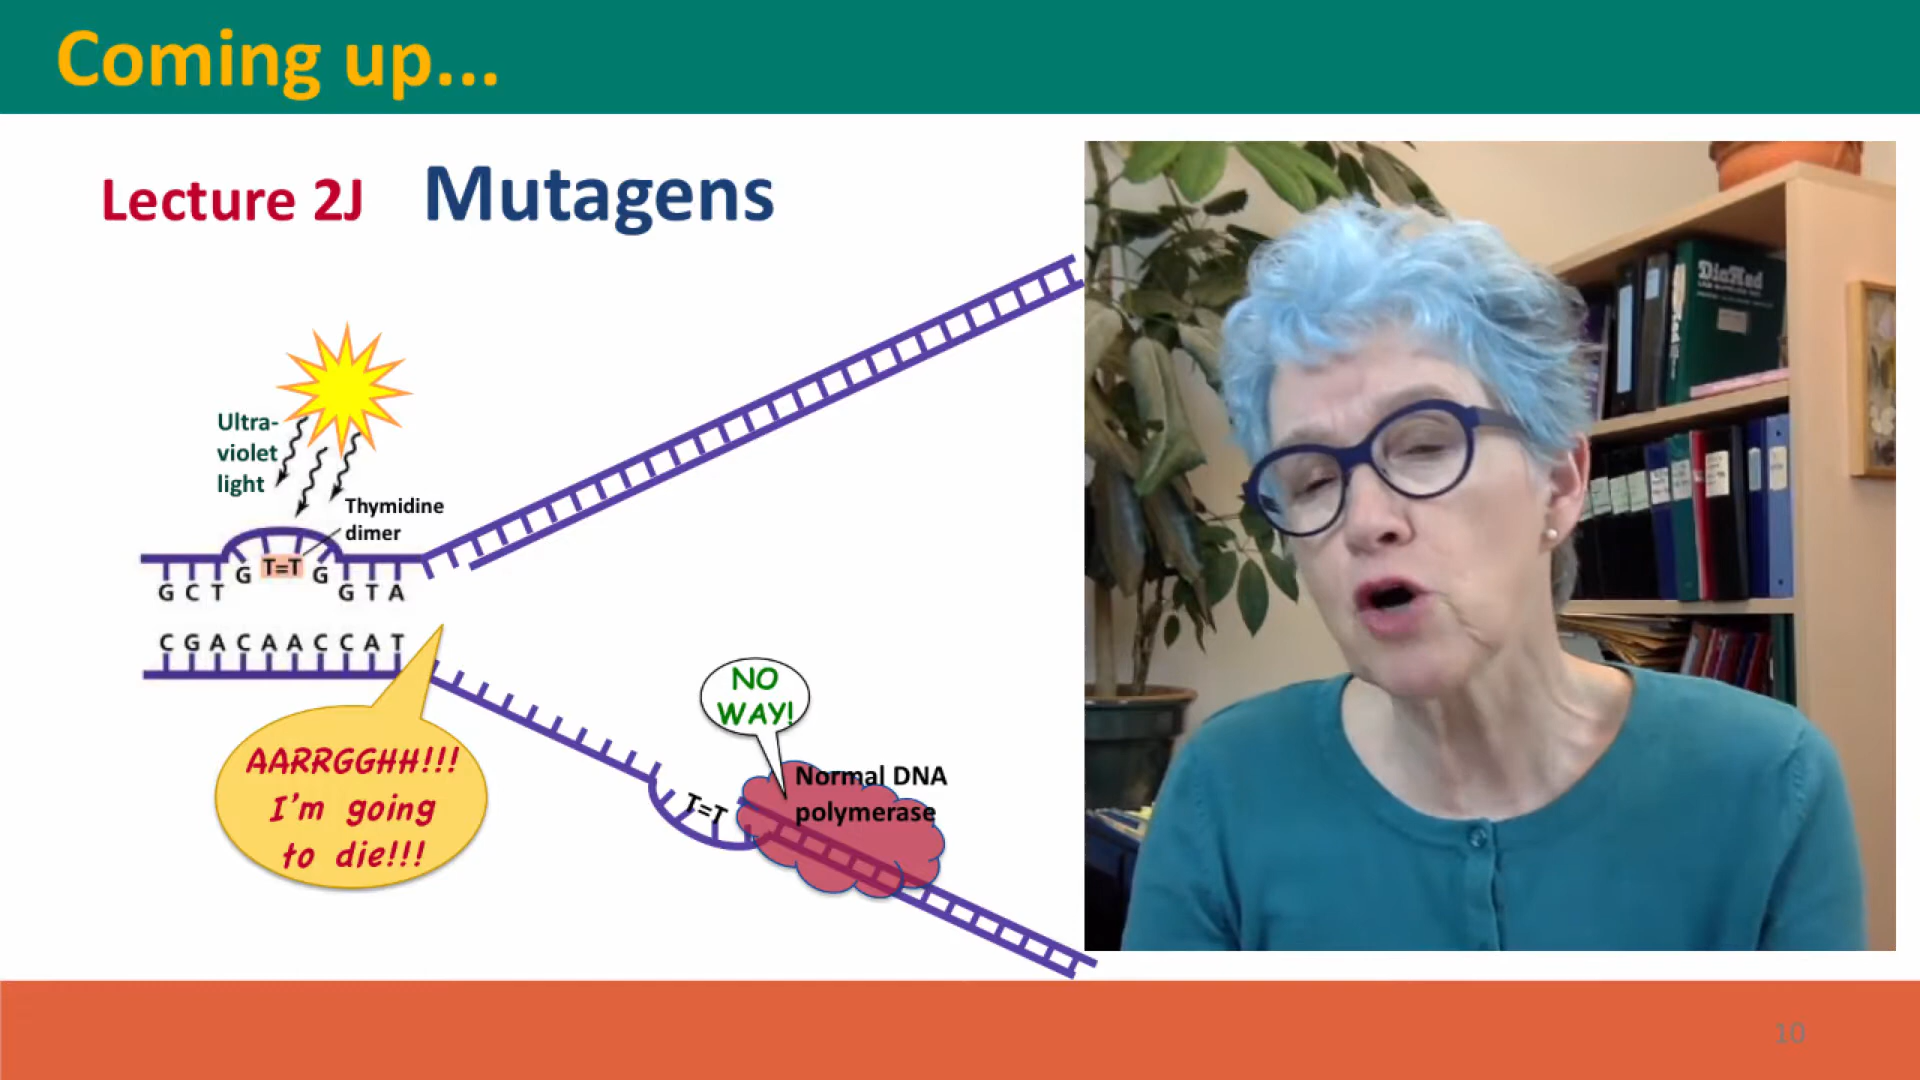 Coming up...
Lecture 2J Mutagens
Ultra-
violet
light
Thymidine
dimer
G C T G T=T G G T A
C G A C A A C C A T
AARRGGHH!!!
I'm going
to die!!!
NO
WAY!
Normal DNA
polymerase
T=T
DiaMed
10